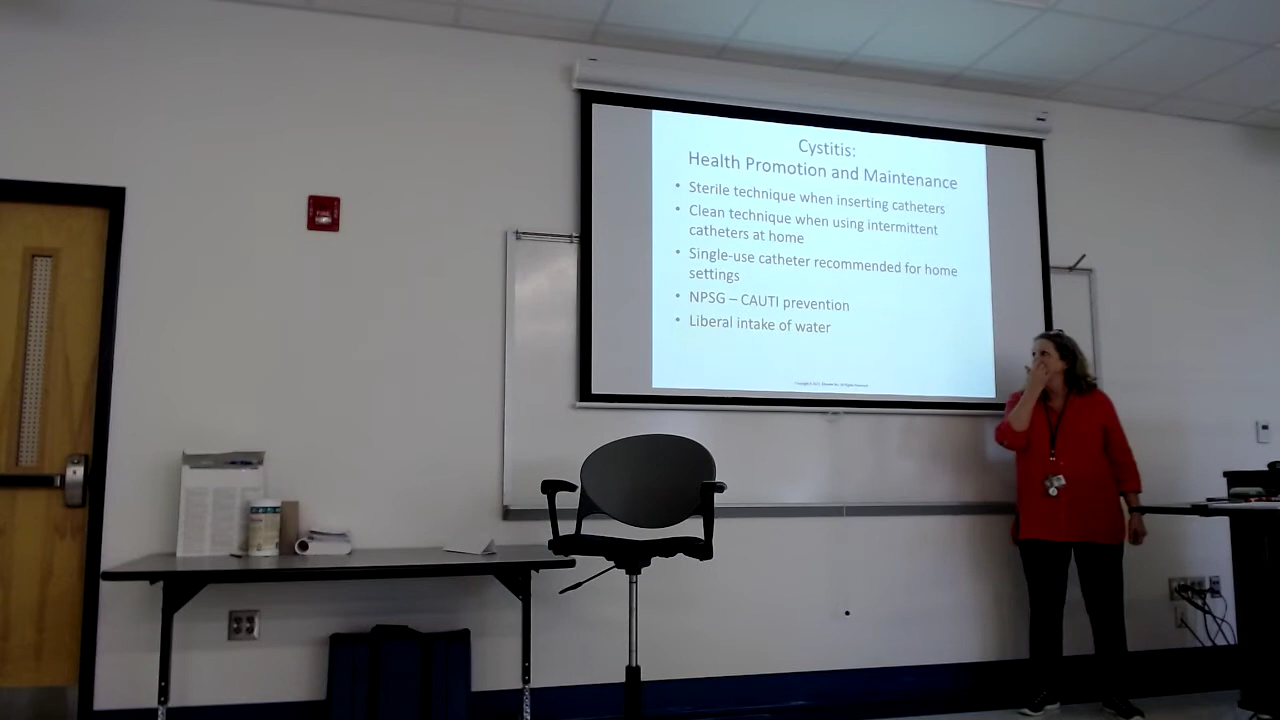 Cystitis:
Health Promotion and Maintenance
• Sterile technique when inserting catheters
• Clean technique when using intermittent
catheters at home
• Single-use catheter recommended for home
settings
• NPSG – CAUTI prevention
• Liberal intake of water
FIRE